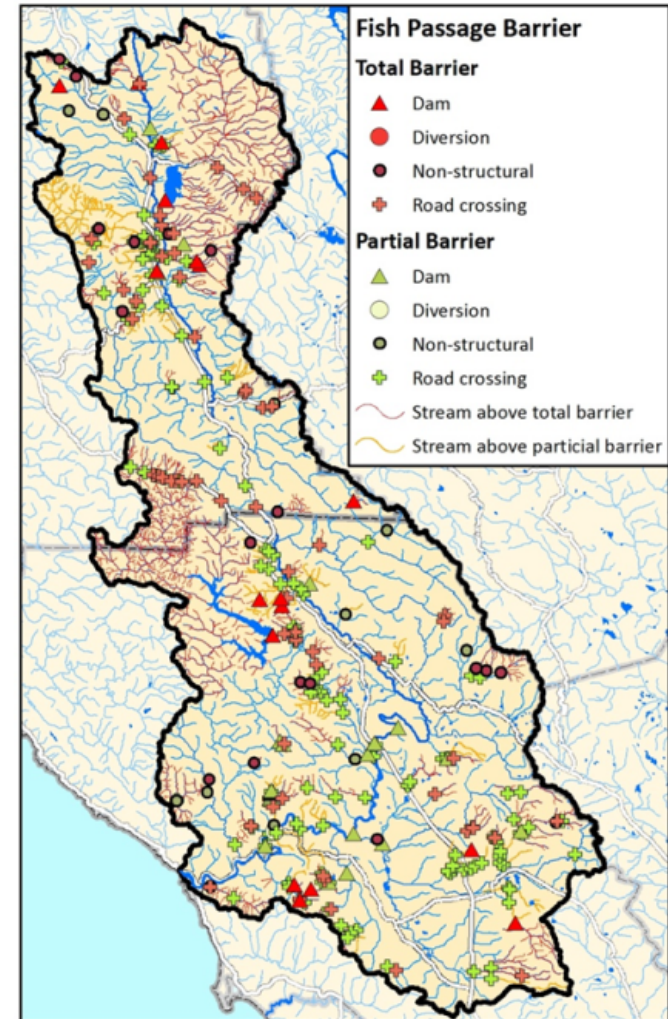 Fish Passage Barrier
Total Barrier
Dam
Diversion
Non-structural
Road crossing
Partial Barrier
Dam
Diversion
Non-structural
Road crossing
Stream above total barrier
Stream above particial barrier